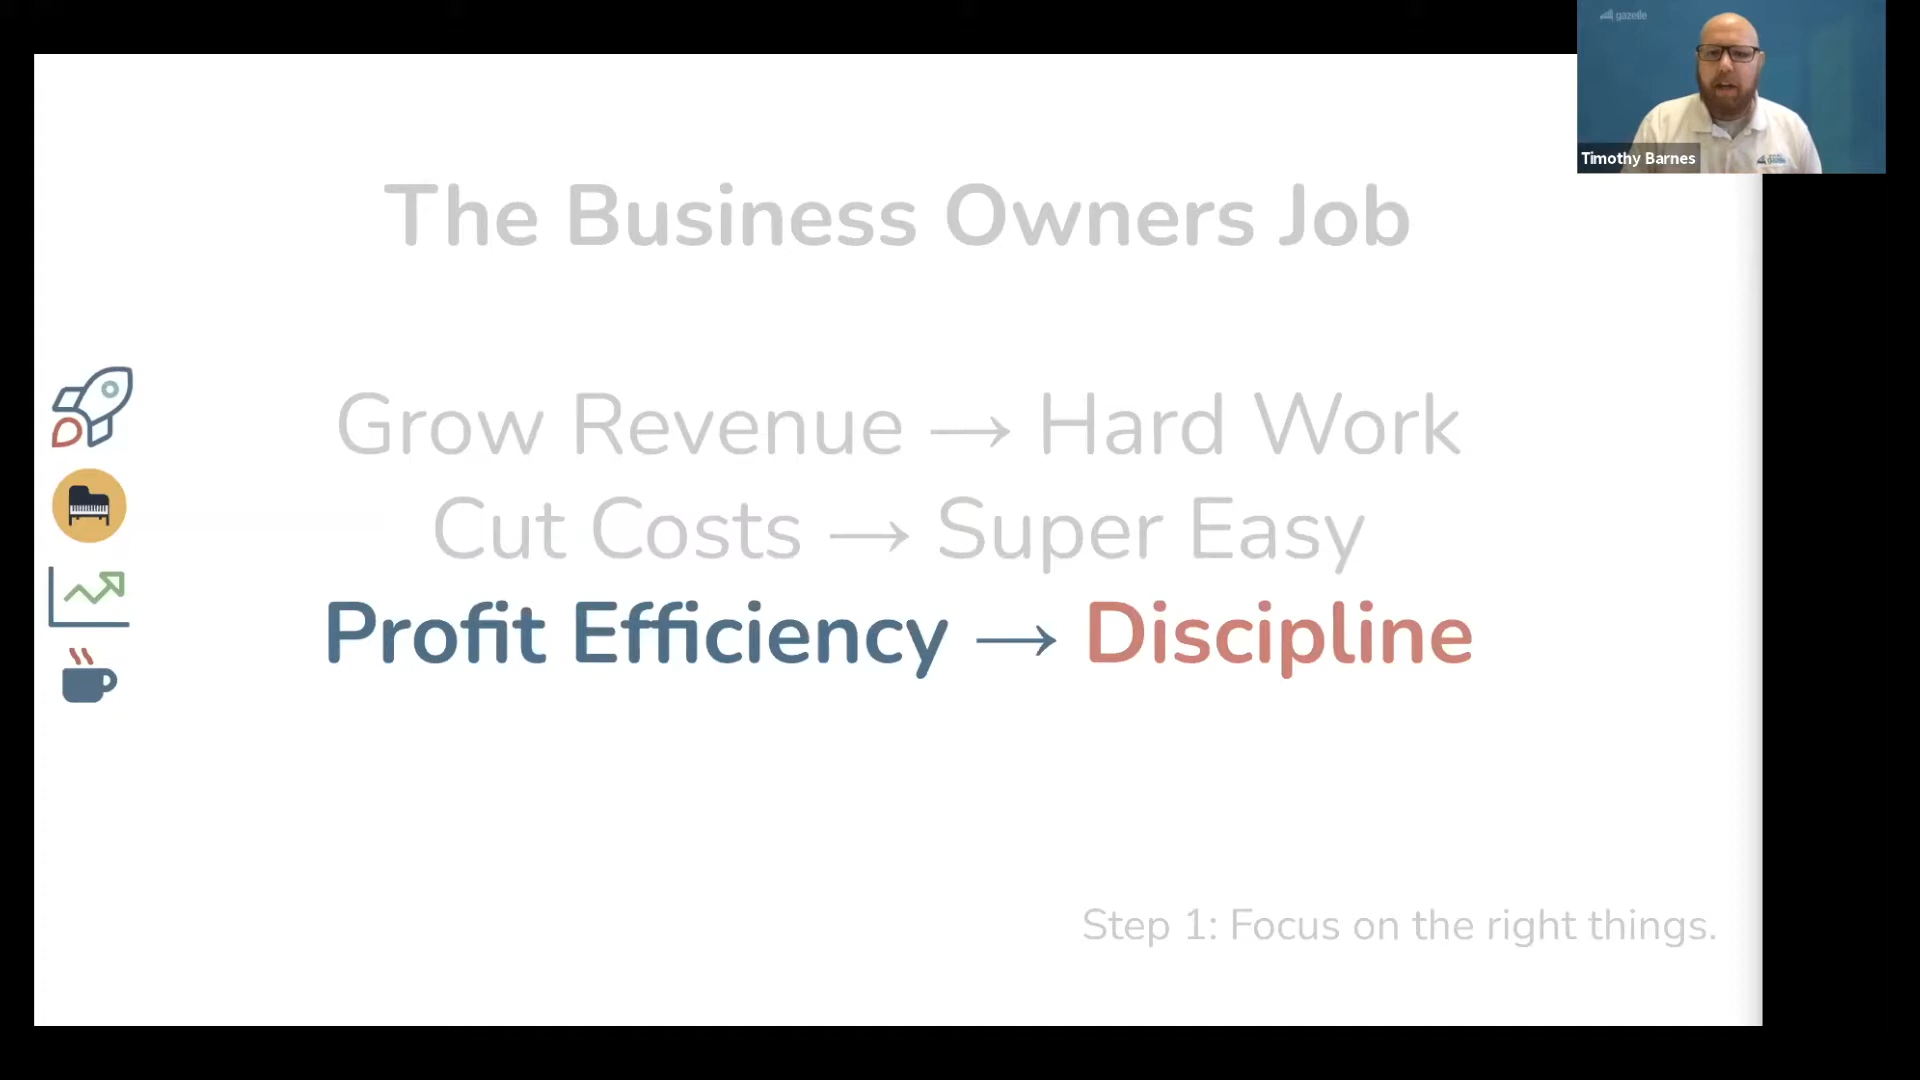 gazelle
Timothy Barnes
The Business Owners Job
Grow Revenue → Hard Work
Cut Costs → Super Easy
Profit Efficiency → Discipline
Step 1: Focus on the right things.